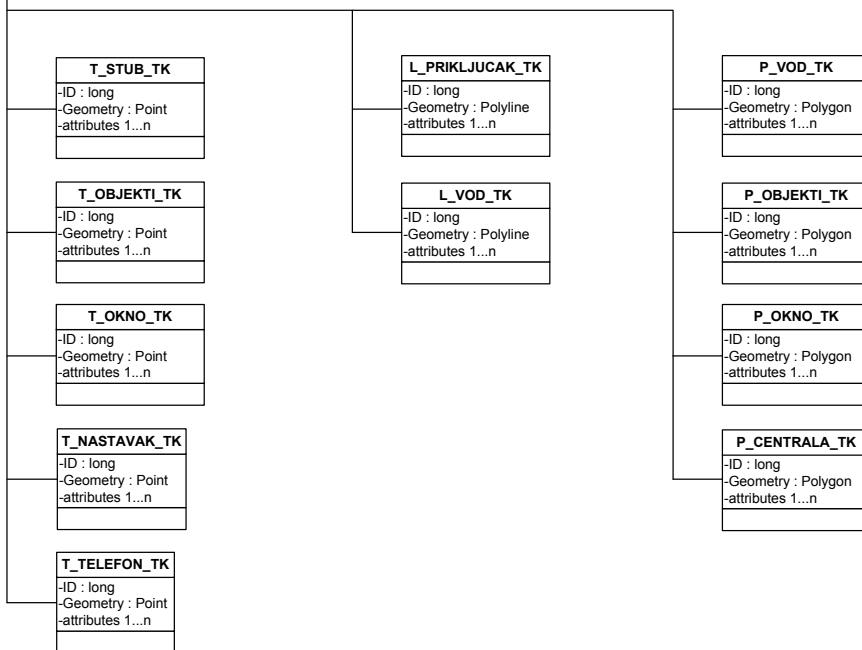 T_STUB_TK
-ID : long
-Geometry : Point
-attributes 1...n
T_OBJEKTI_TK
-ID : long
-Geometry : Point
-attributes 1...n
T_OKNO_TK
-ID : long
-Geometry : Point
-attributes 1...n
T_NASTAVAK_TK
-ID : long
-Geometry : Point
-attributes 1...n
T_TELEFON_TK
-ID : long
-Geometry : Point
-attributes 1...n
L_PRIKLJUCAK_TK
-ID : long
-Geometry : Polyline
-attributes 1...n
L_VOD_TK
-ID : long
-Geometry : Polyline
-attributes 1...n
P_VOD_TK
-ID : long
-Geometry : Polygon
-attributes 1...n
P_OBJEKTI_TK
-ID : long
-Geometry : Polygon
-attributes 1...n
P_OKNO_TK
-ID : long
-Geometry : Polygon
-attributes 1...n
P_CENTRALA_TK
-ID : long
-Geometry : Polygon
-attributes 1...n